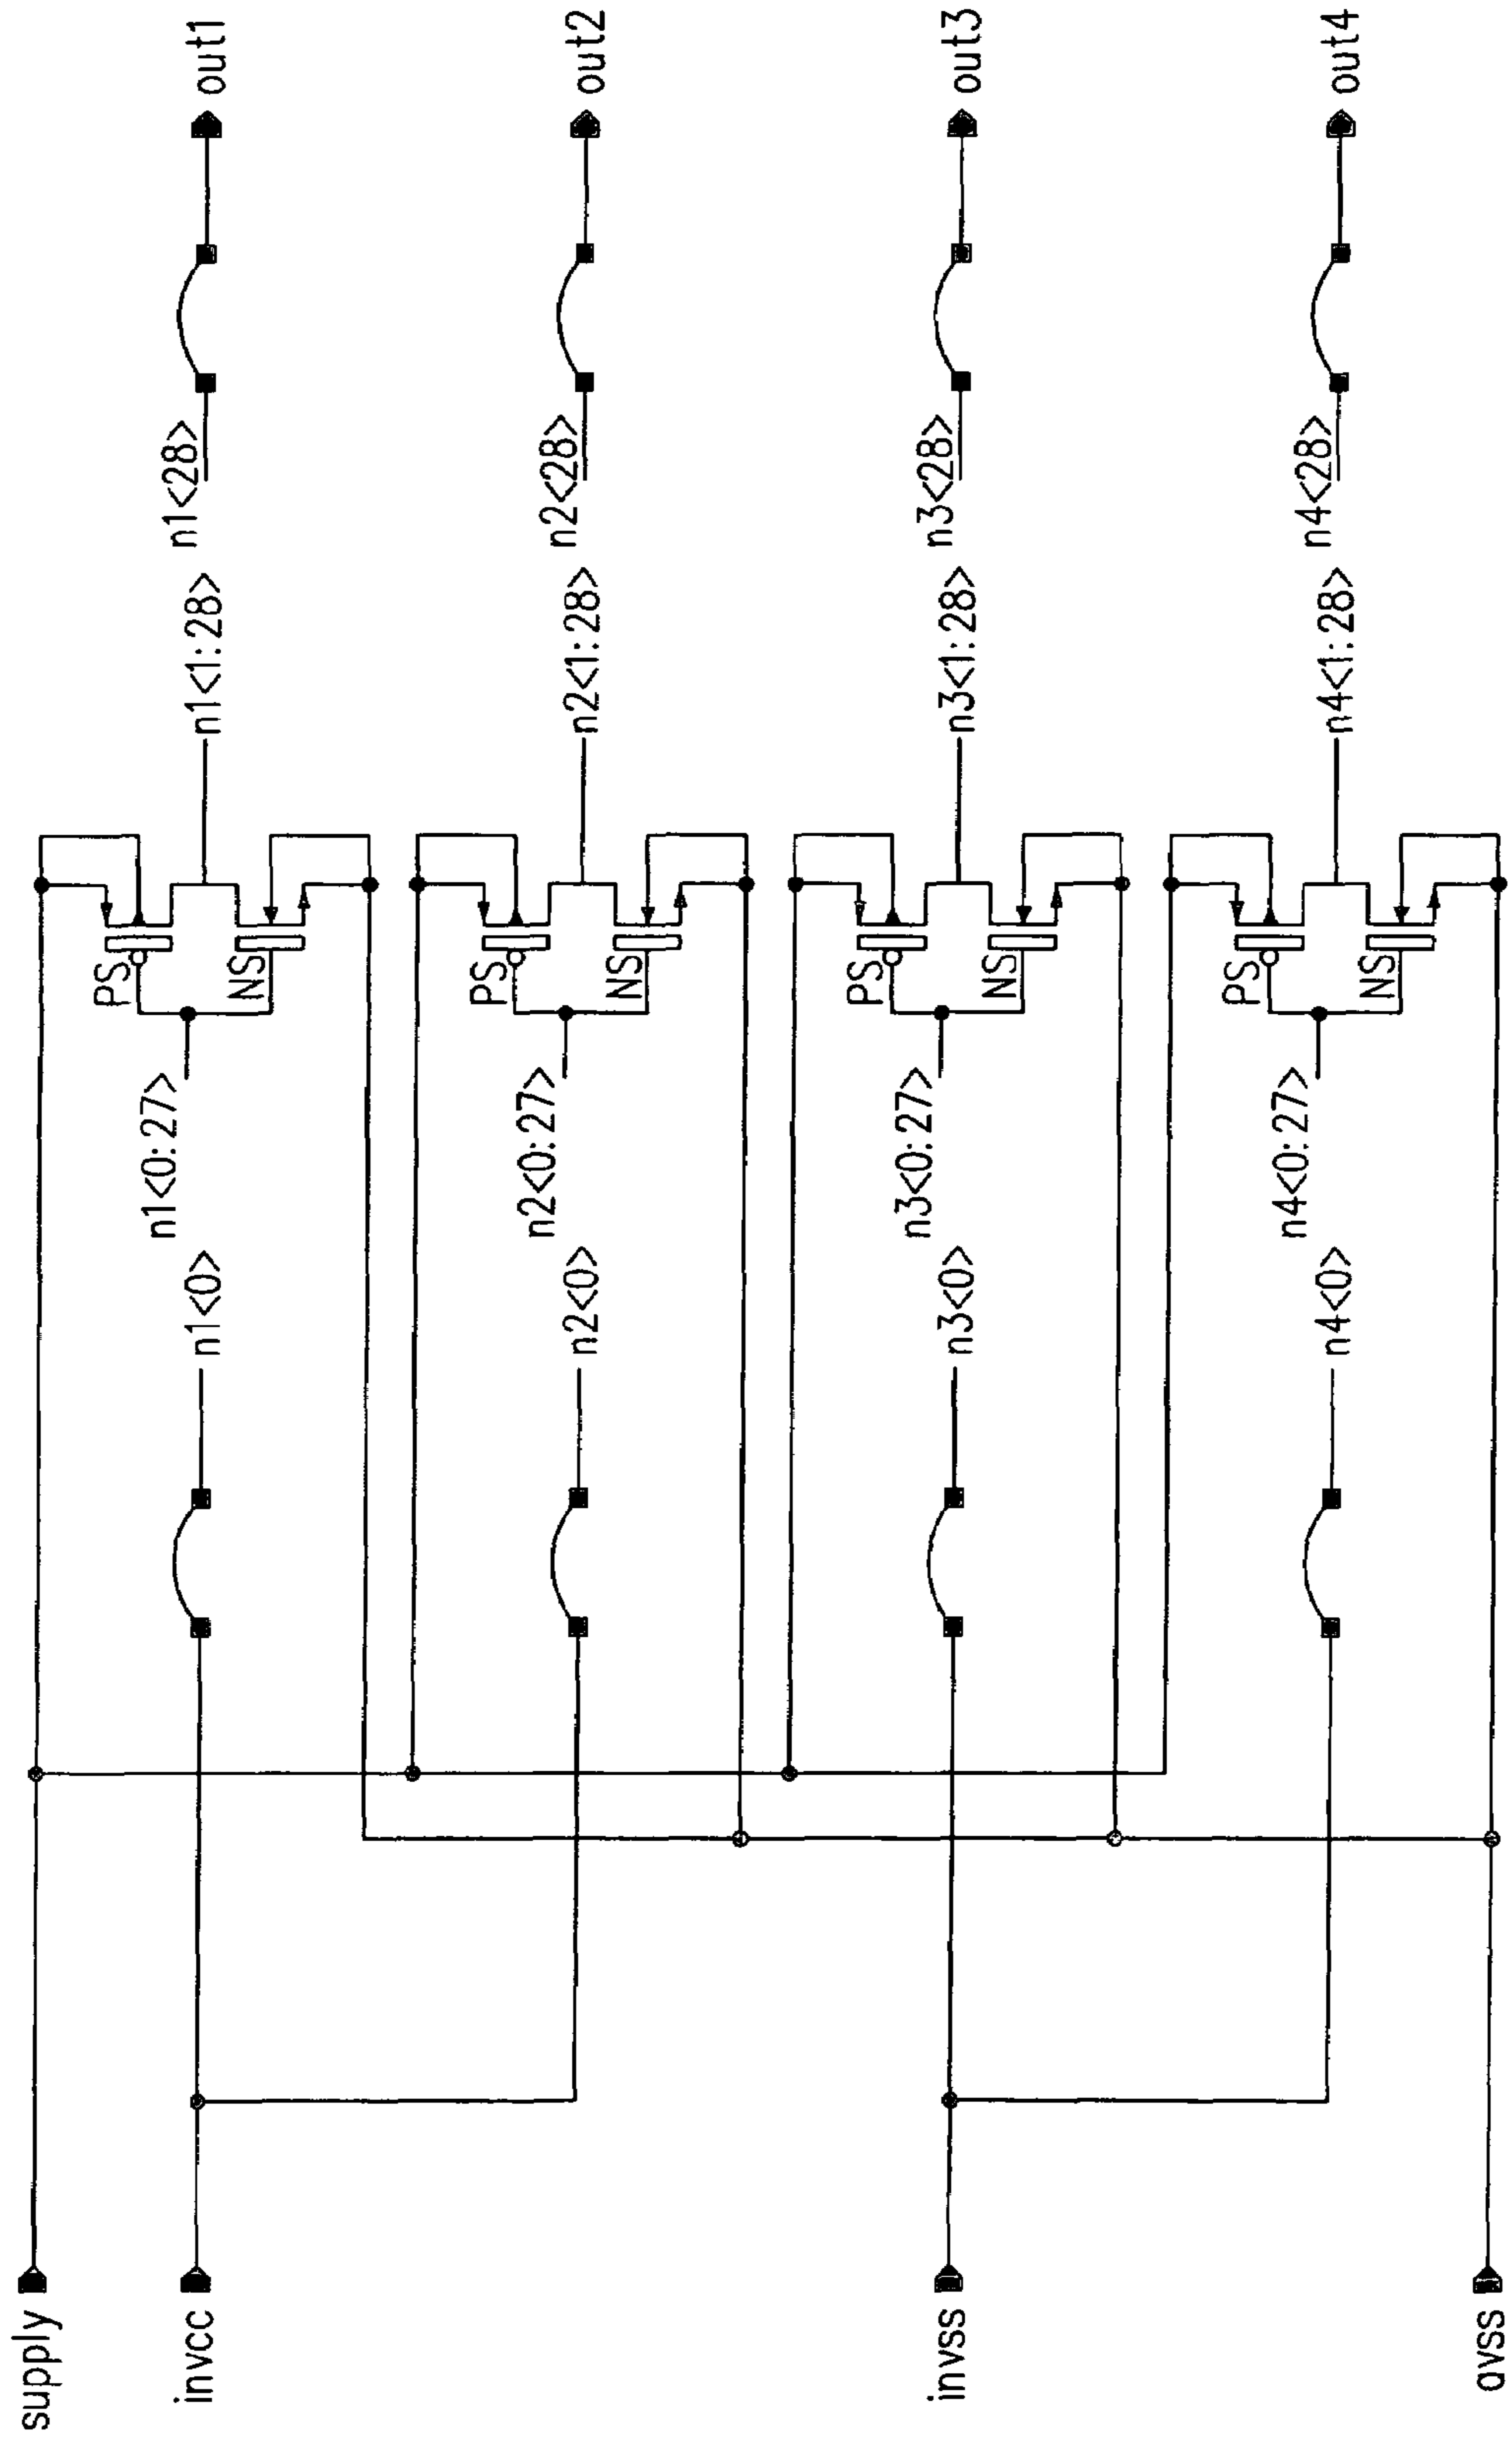 supply
invcc
invss
avss
n1<0>
n1<0:27>
PS
NS
n1<1:28>
n1<28>
out1
n2<0>
n2<0:27>
PS
NS
n2<1:28>
n2<28>
out2
n3<0>
n3<0:27>
PS
NS
n3<1:28>
n3<28>
out3
n4<0>
n4<0:27>
PS
NS
n4<1:28>
n4<28>
out4